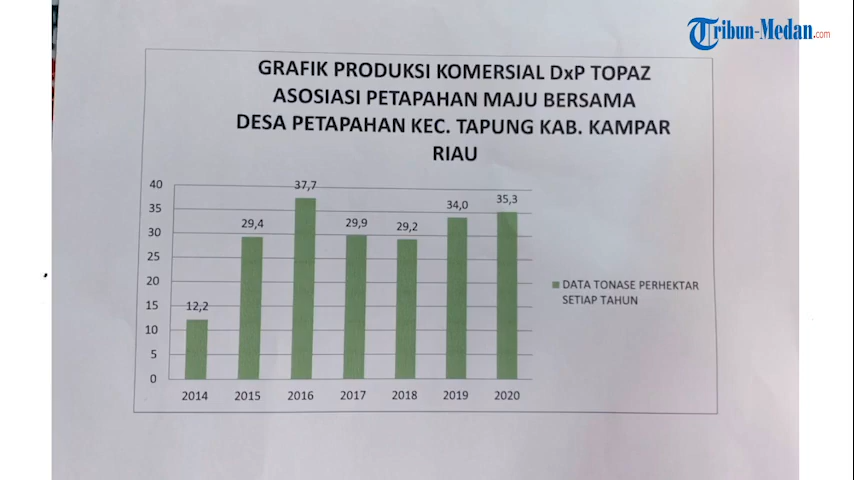 Tribun-Medan.com
GRAFIK PRODUKSI KOMERSIAL DxP TOPAZ
ASOSIASI PETAPAHAN MAJU BERSAMA
DESA PETAPAHAN KEC. TAPUNG KAB. KAMPAR
RIAU
40
35
30
25
20
15
10
5
0
12,2
29,4
37,7
29,9
29,2
34,0
35,3
2014 2015 2016 2017 2018 2019 2020
DATA TONASE PERHEKTAR
SETIAP TAHUN